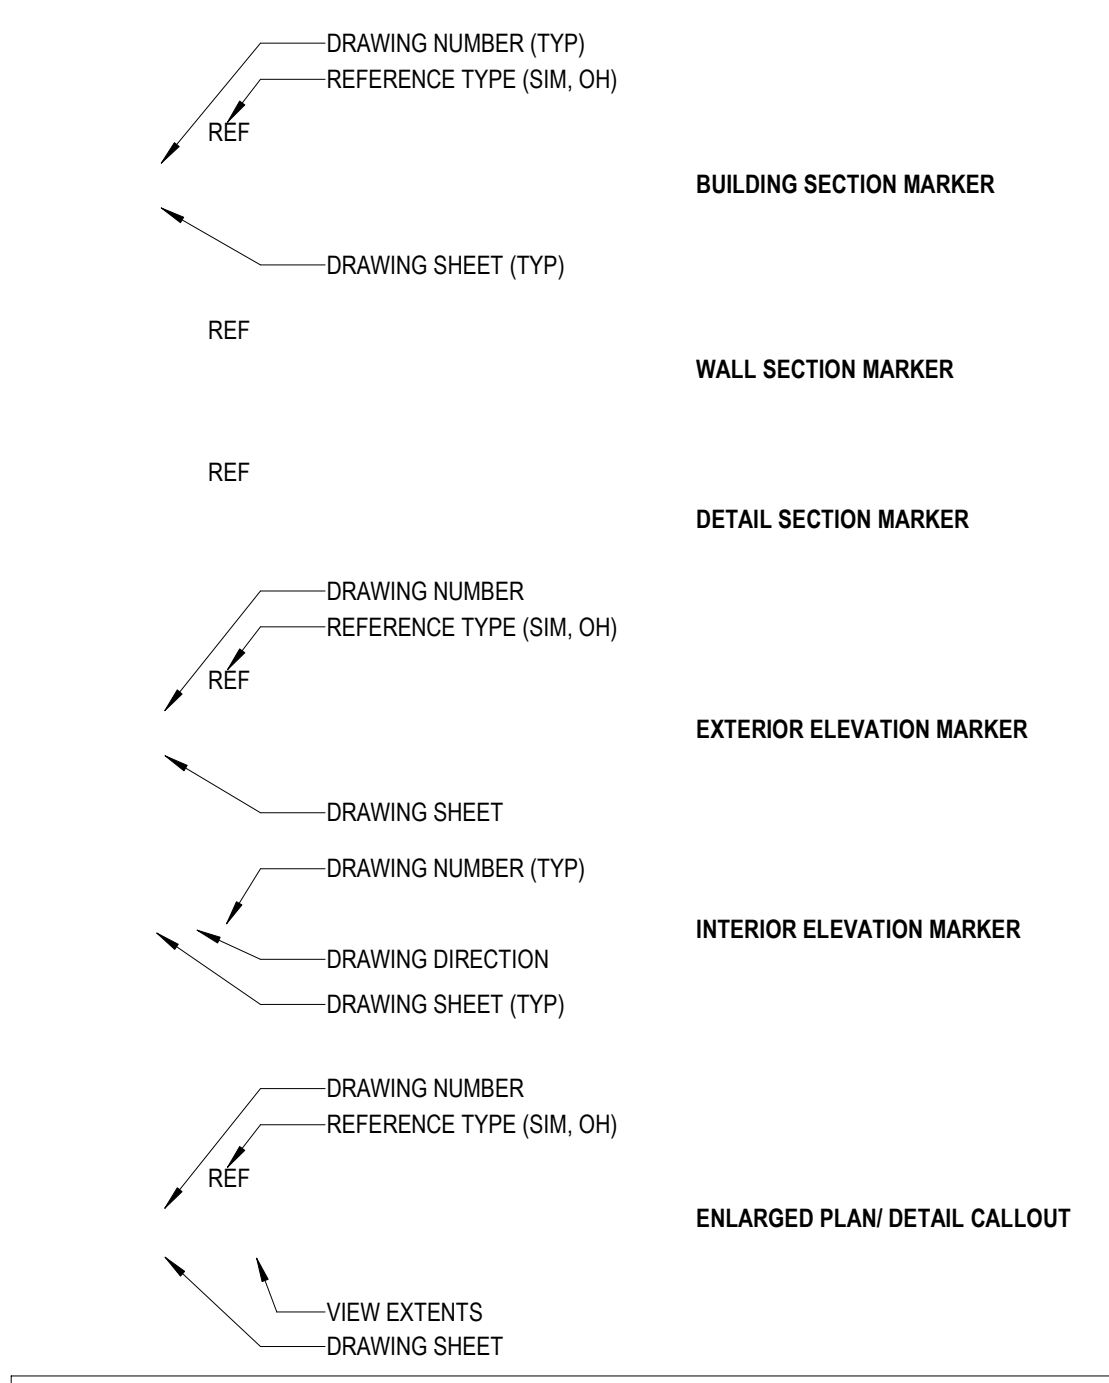 DRAWING NUMBER (TYP)
REFERENCE TYPE (SIM, OH)
REF
BUILDING SECTION MARKER
DRAWING SHEET (TYP)
REF
WALL SECTION MARKER
REF
DETAIL SECTION MARKER
DRAWING NUMBER
REFERENCE TYPE (SIM, OH)
REF
EXTERIOR ELEVATION MARKER
DRAWING SHEET
DRAWING NUMBER (TYP)
INTERIOR ELEVATION MARKER
DRAWING DIRECTION
DRAWING SHEET (TYP)
DRAWING NUMBER
REFERENCE TYPE (SIM, OH)
REF
ENLARGED PLAN/ DETAIL CALLOUT
VIEW EXTENTS
DRAWING SHEET